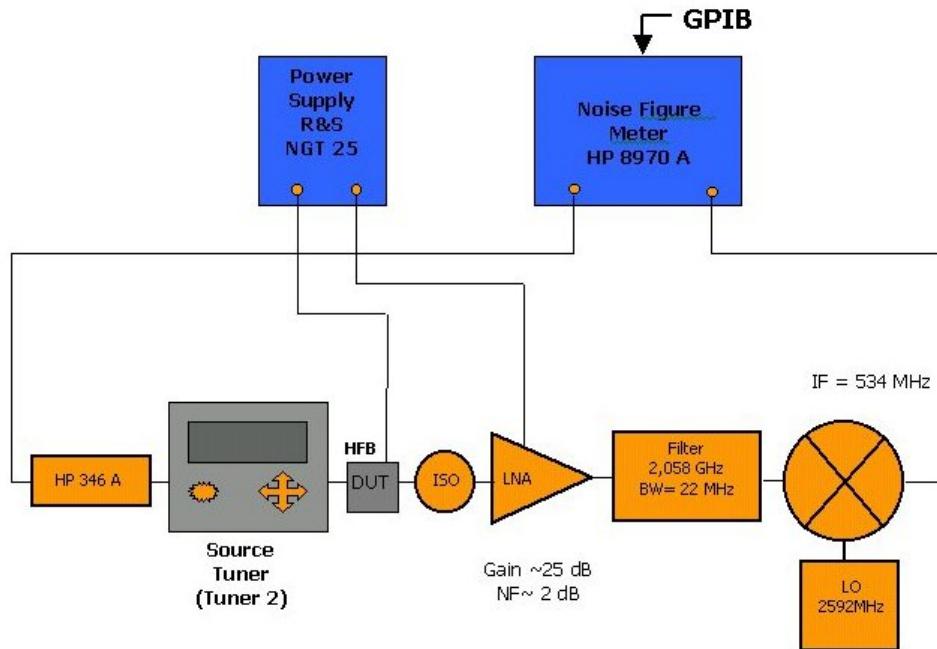 GPIB
Power
Supply
R&S
NGT 25
Noise Figure
Meter
HP 8970 A
IF = 534 MHz
HP 346 A
HFB
DUT
ISO
LNA
Filter
2,058 GHz
BW= 22 MHz
Source
Tuner
(Tuner 2)
Gain ~25 dB
NF~ 2 dB
LO
2592MHz